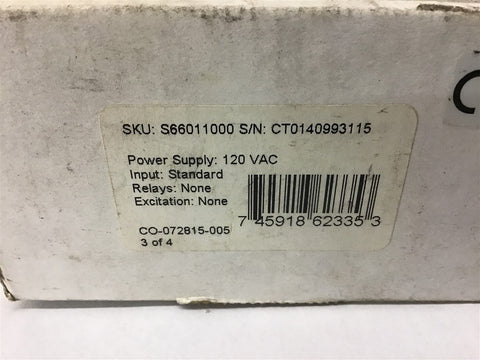 SKU: S66011000 S/N: CT0140993115
Power Supply: 120 VAC
Input: Standard
Relays: None
Excitation: None
7 45918 62335 3
CO-072815-005
3 of 4